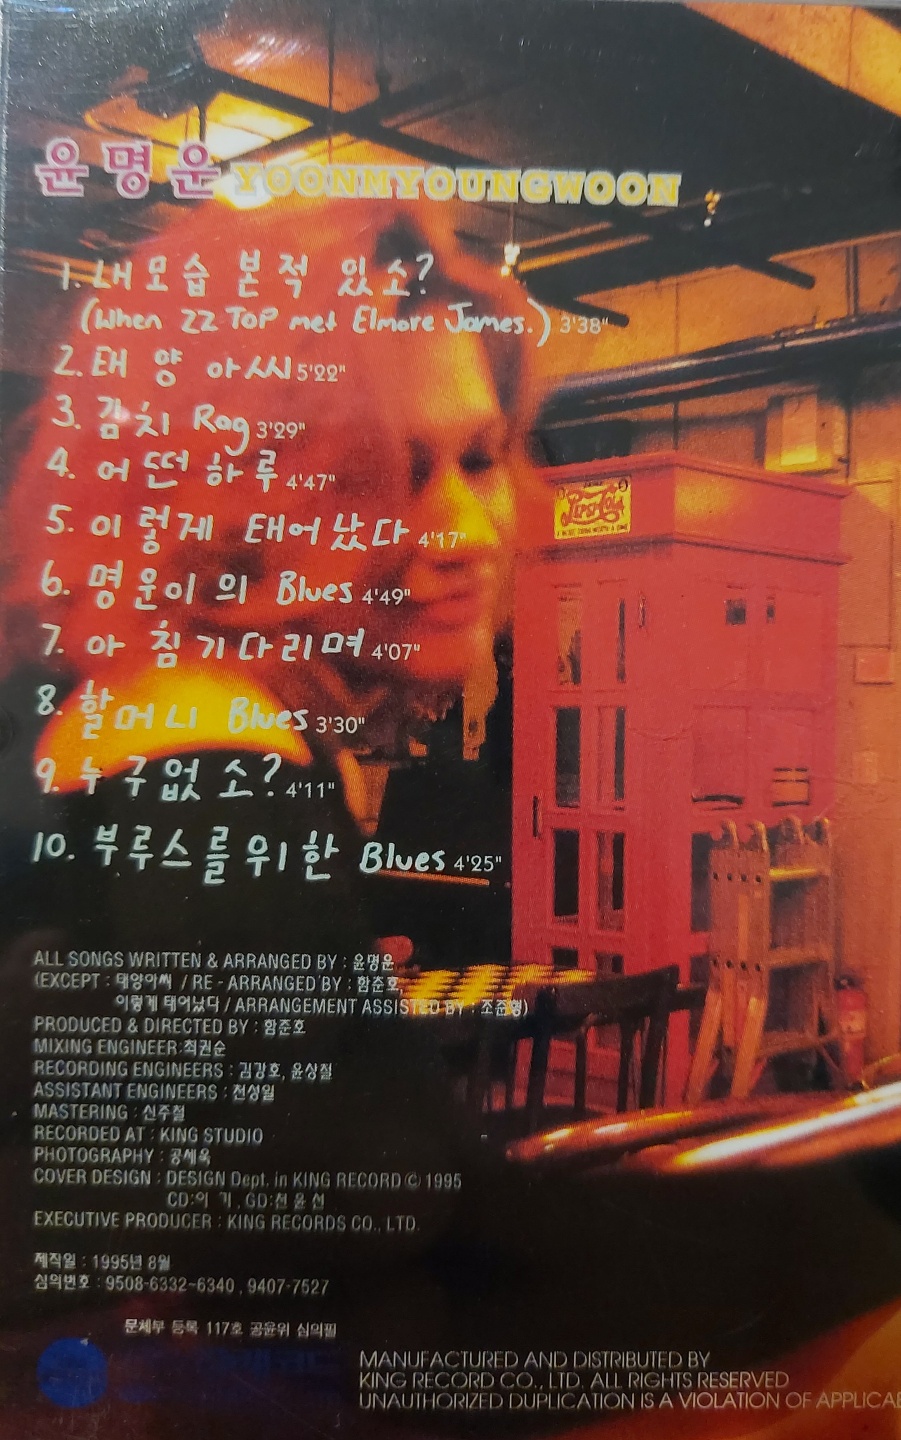 윤명운 YOONMYOUNGWOON
1. 내 모습 본 적 있소?
(When ZZ TOP met Elmore James.) 3'38"
2. 태양 아씨 5'22"
3. 김치 Rag 3'29"
4. 어떤 하루 4'47"
5. 이렇게 태어났다 4'17"
6. 명운이의 Blues 4'49"
7. 아침 기다리며 4'07"
8. 할머니 Blues 3'30"
9. 누구 없소? 4'11"
10. 부루스를 위한 Blues 4'25"
PEPSI-COLA
ALL SONGS WRITTEN & ARRANGED BY : 윤명운
(EXCEPT : 태양아씨 / RE - ARRANGED BY : 함춘호,
이렇게 태어났다 / ARRANGEMENT ASSISTED BY : 조준형)
PRODUCED & DIRECTED BY : 함춘호
MIXING ENGINEER:최권순
RECORDING ENGINEERS : 김강호, 윤상철
ASSISTANT ENGINEERS : 전성일
MASTERING : 신주철
RECORDED AT : KING STUDIO
PHOTOGRAPHY : 공세욱
COVER DESIGN : DESIGN Dept. in KING RECORD © 1995
CD:이 기, GD:천 윤 선
EXECUTIVE PRODUCER : KING RECORDS CO., LTD.
제작일 : 1995년 8월
심의번호 : 9508-6332~6340 , 9407-7527
문체부 등록 117호 공윤위 심의필
MANUFACTURED AND DISTRIBUTED BY
KING RECORD CO., LTD. ALL RIGHTS RESERVED
UNAUTHORIZED DUPLICATION IS A VIOLATION OF APPLICAB